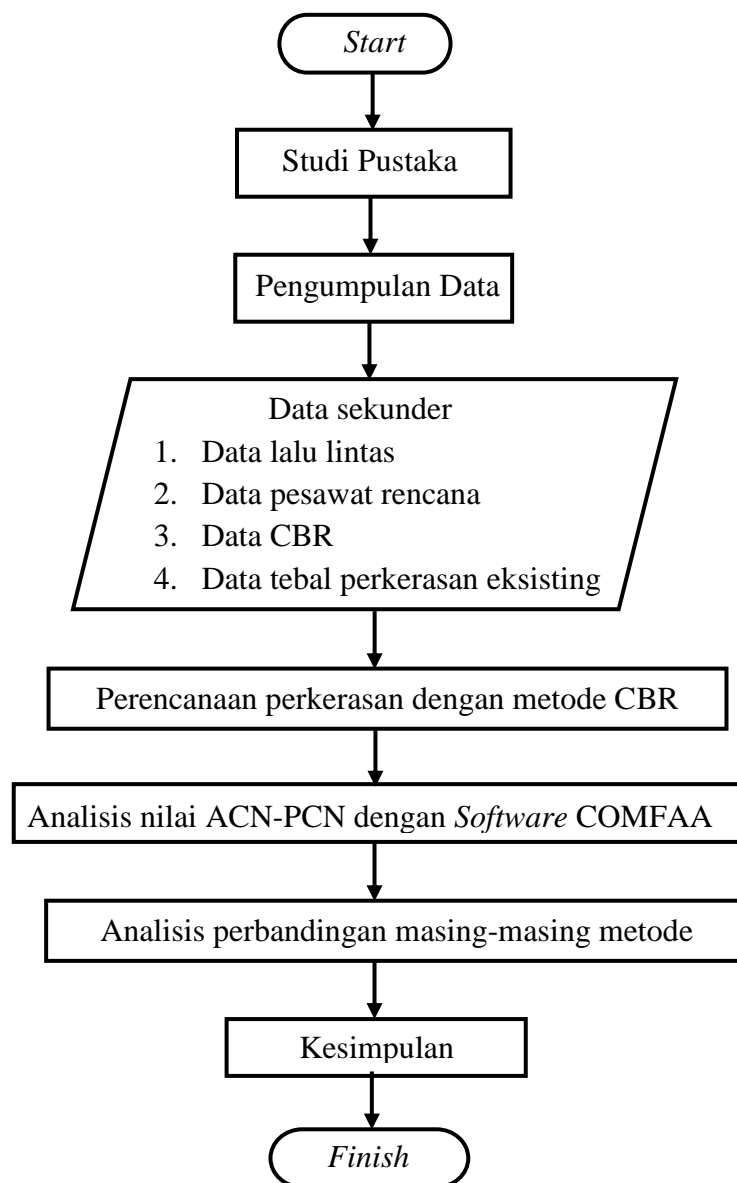 Start
Studi Pustaka
Pengumpulan Data
Data sekunder
1. Data lalu lintas
2. Data pesawat rencana
3. Data CBR
4. Data tebal perkerasan eksisting
Perencanaan perkerasan dengan metode CBR
Analisis nilai ACN-PCN dengan Software COMFAA
Analisis perbandingan masing-masing metode
Kesimpulan
Finish